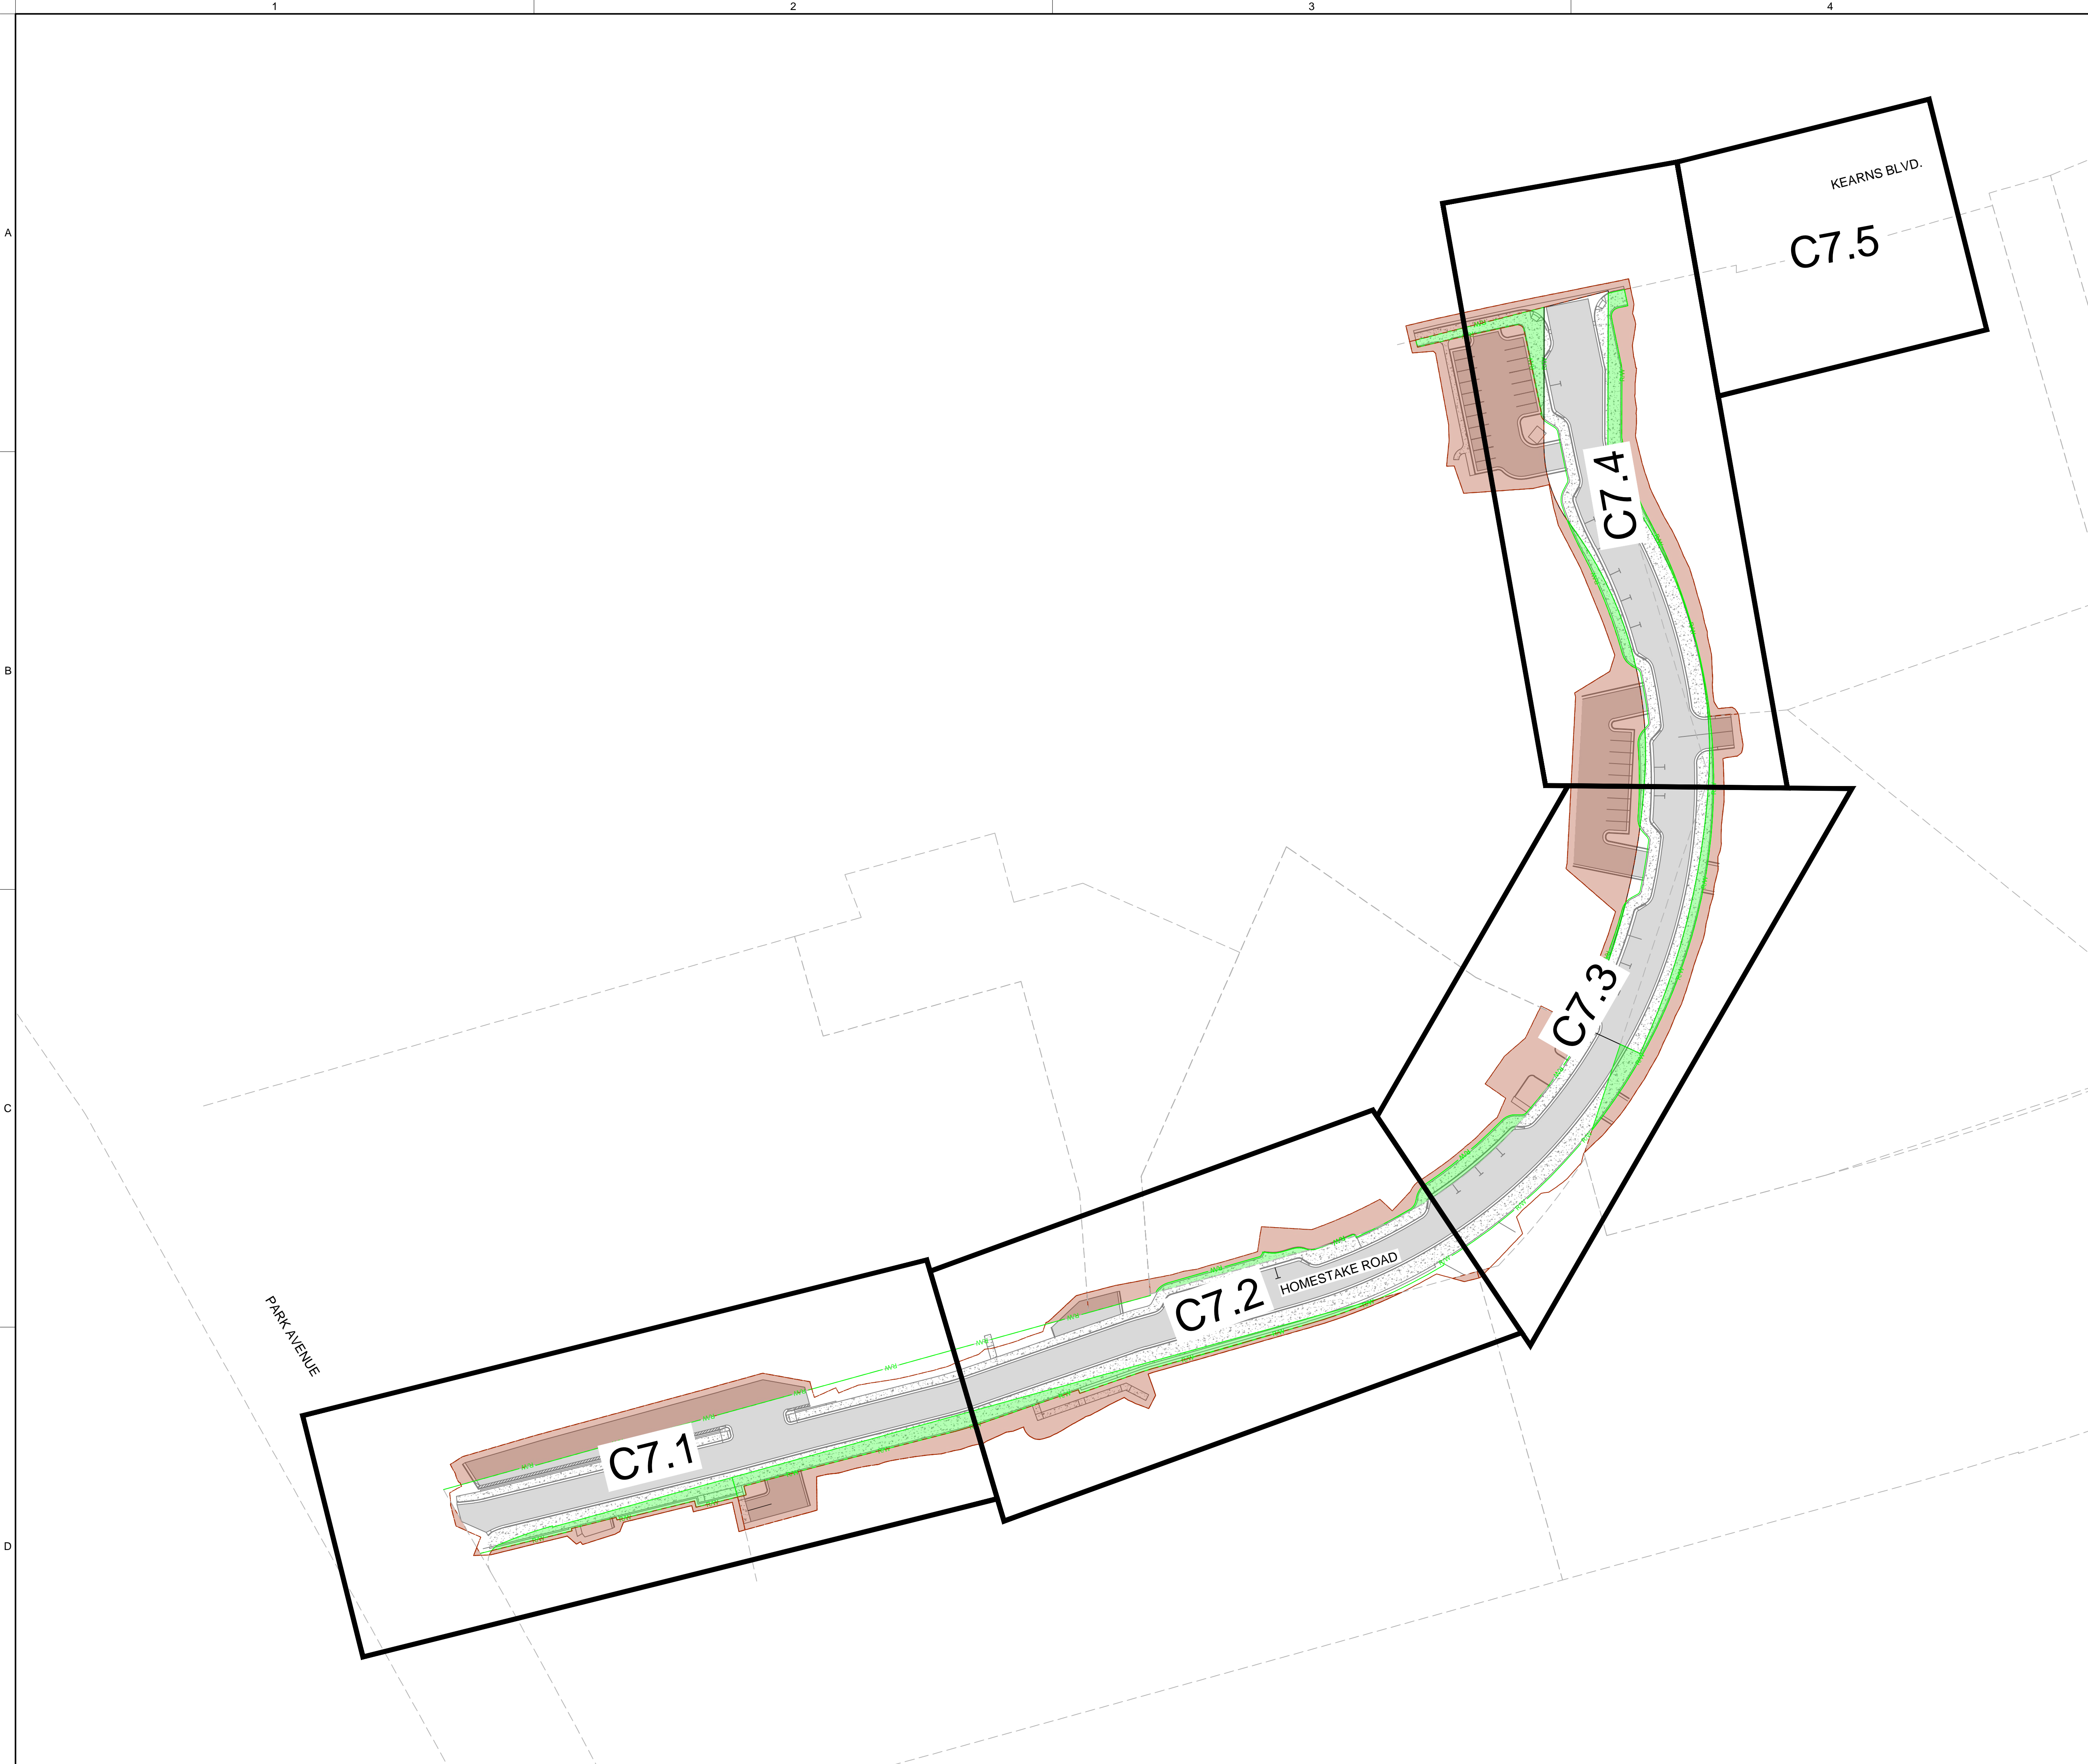 1
2
3
4
A
B
C
D
KEARNS BLVD.
C7.5
C7.4
C7.3
HOMESTAKE ROAD
C7.2
PARK AVENUE
C7.1